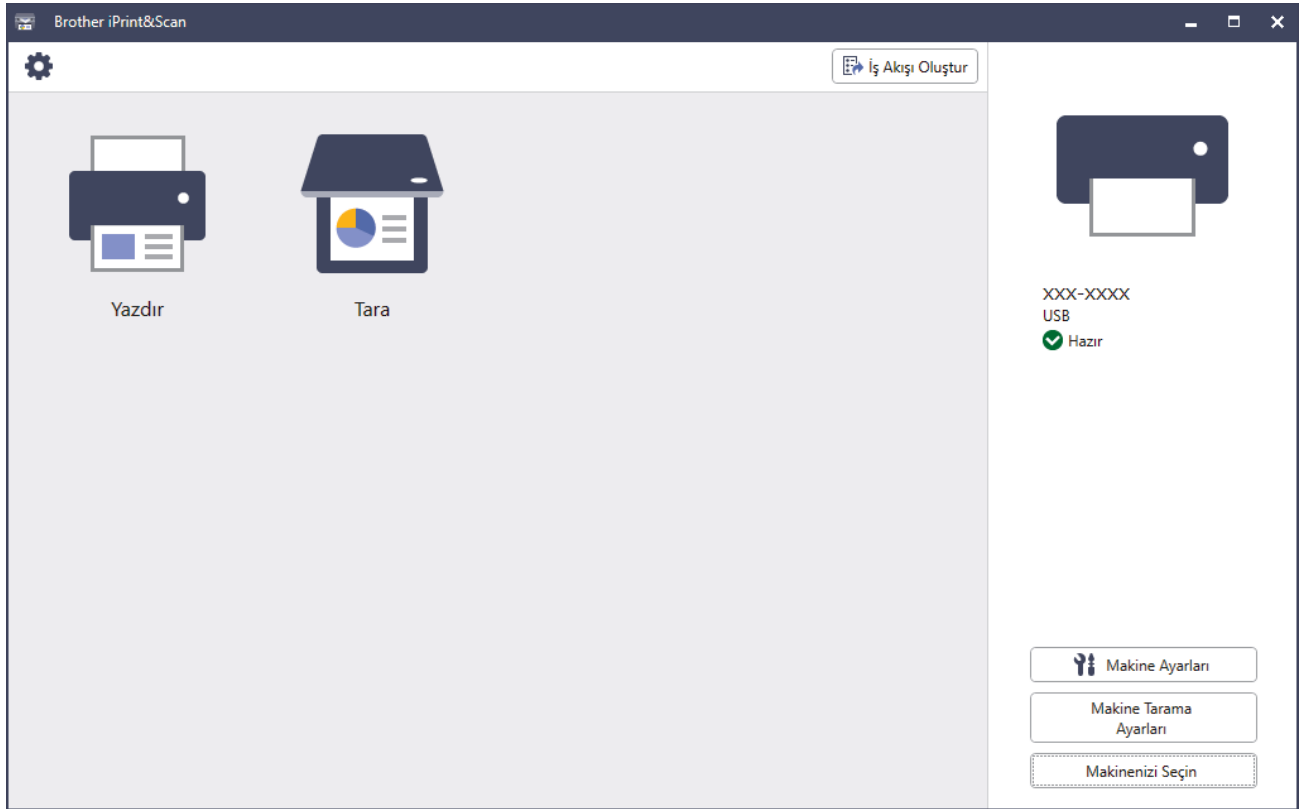 Brother iPrint&Scan
İş Akışı Oluştur
Yazdır
Tara
XXX-XXXX
USB
Hazır
Makine Ayarları
Makine Tarama
Ayarları
Makinenizi Seçin